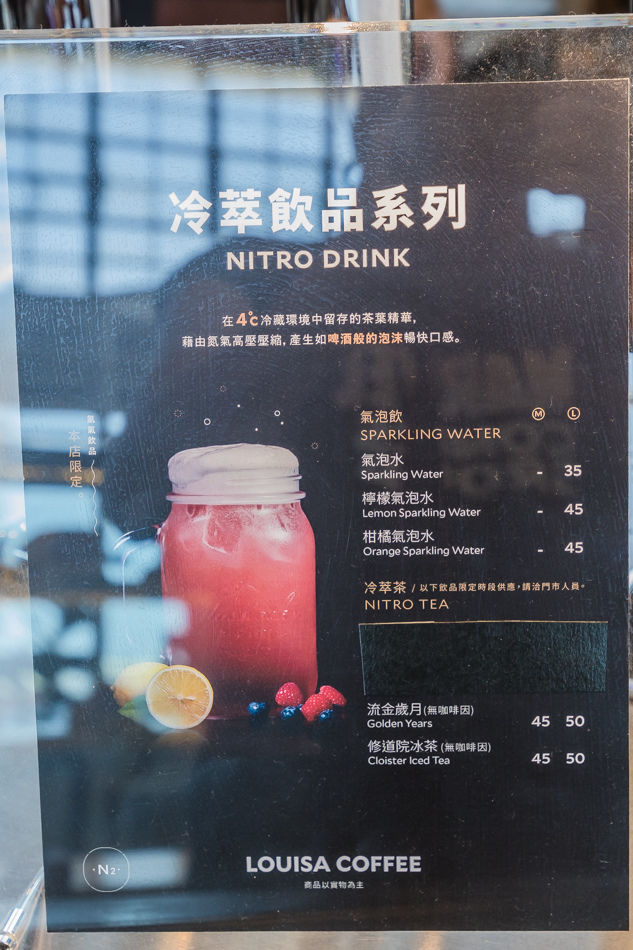 冷萃飲品系列
NITRO DRINK
在4℃冷藏環境中留存的茶葉精華，
藉由氮氣高壓壓縮，產生如啤酒般的泡沫暢快口感。
氮氣飲品
本店限定。
氣泡飲 M L
SPARKLING WATER
氣泡水
Sparkling Water - 35
檸檬氣泡水
Lemon Sparkling Water - 45
柑橘氣泡水
Orange Sparkling Water - 45
冷萃茶 / 以下飲品限定時段供應，請洽門市人員。
NITRO TEA
流金歲月(無咖啡因)
Golden Years 45 50
修道院冰茶 (無咖啡因)
Cloister Iced Tea 45 50
·N2·
LOUISA COFFEE
商品以實物為主